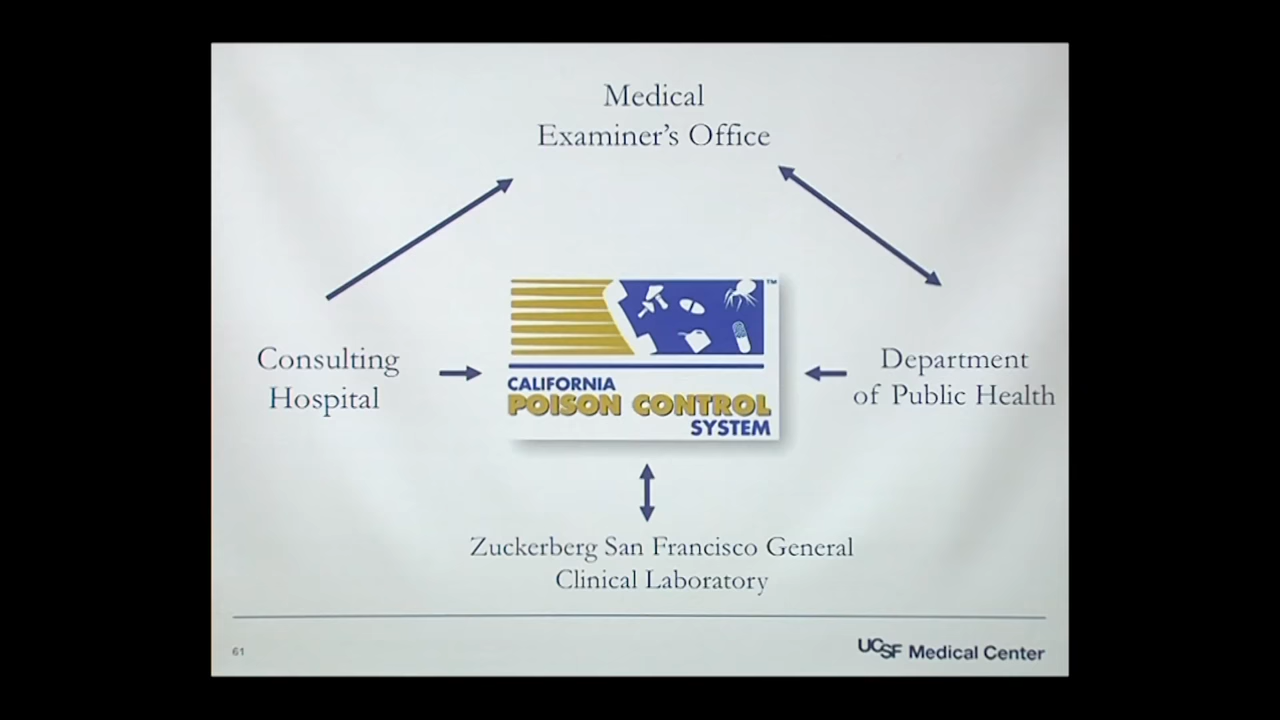 Medical
Examiner's Office
Consulting
Hospital
™
CALIFORNIA
POISON CONTROL
SYSTEM
Department
of Public Health
Zuckerberg San Francisco General
Clinical Laboratory
61
UCSF Medical Center